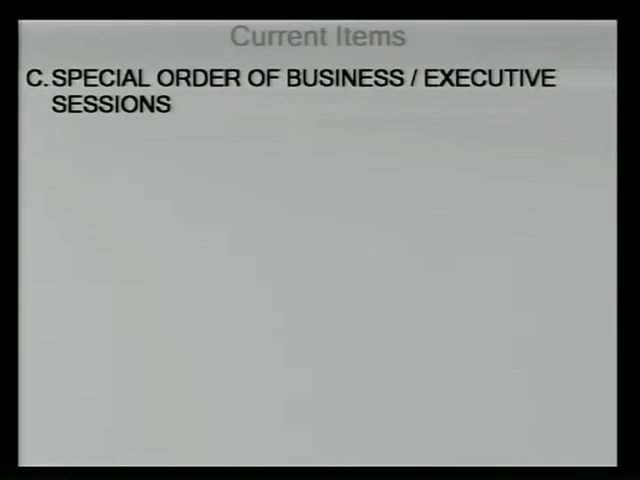 Current Items
C. SPECIAL ORDER OF BUSINESS / EXECUTIVE
SESSIONS